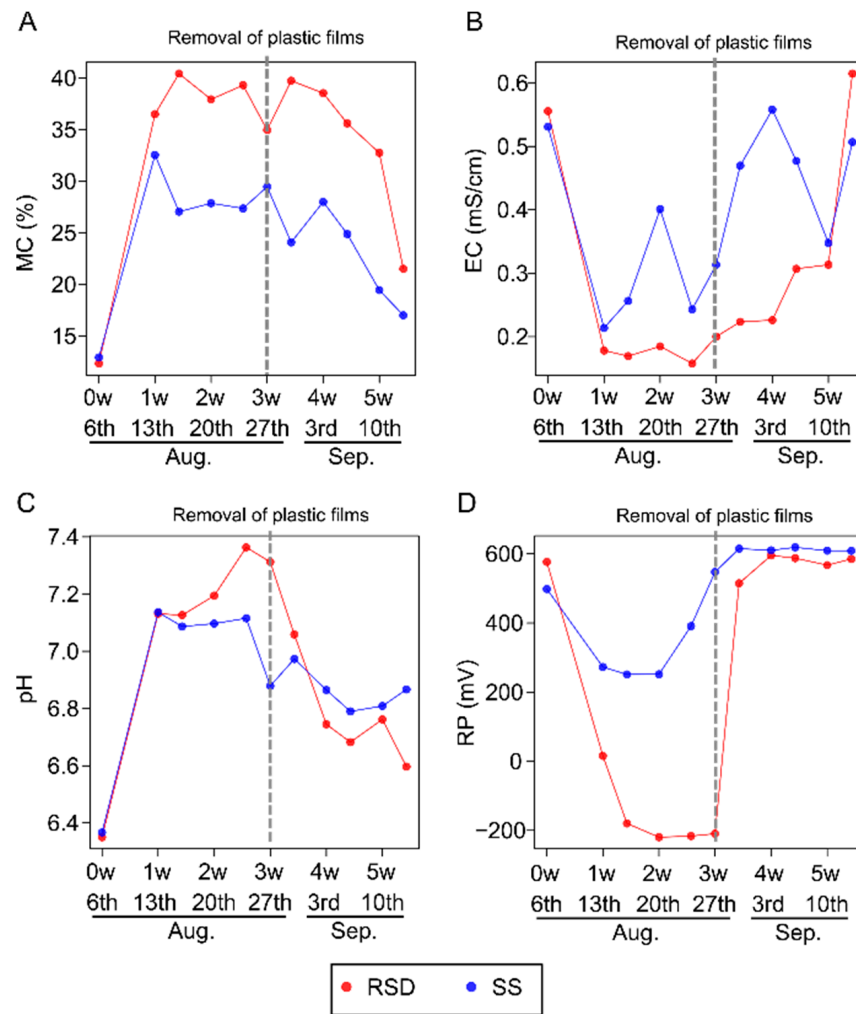 A
Removal of plastic films
MC (%)
40
35
30
25
20
15
0w 1w 2w 3w 4w 5w
6th 13th 20th 27th 3rd 10th
Aug. Sep.
B
Removal of plastic films
EC (mS/cm)
0.6
0.5
0.4
0.3
0.2
0w 1w 2w 3w 4w 5w
6th 13th 20th 27th 3rd 10th
Aug. Sep.
C
Removal of plastic films
pH
7.4
7.2
7.0
6.8
6.6
6.4
0w 1w 2w 3w 4w 5w
6th 13th 20th 27th 3rd 10th
Aug. Sep.
D
Removal of plastic films
RP (mV)
600
400
200
0
−200
0w 1w 2w 3w 4w 5w
6th 13th 20th 27th 3rd 10th
Aug. Sep.
RSD SS